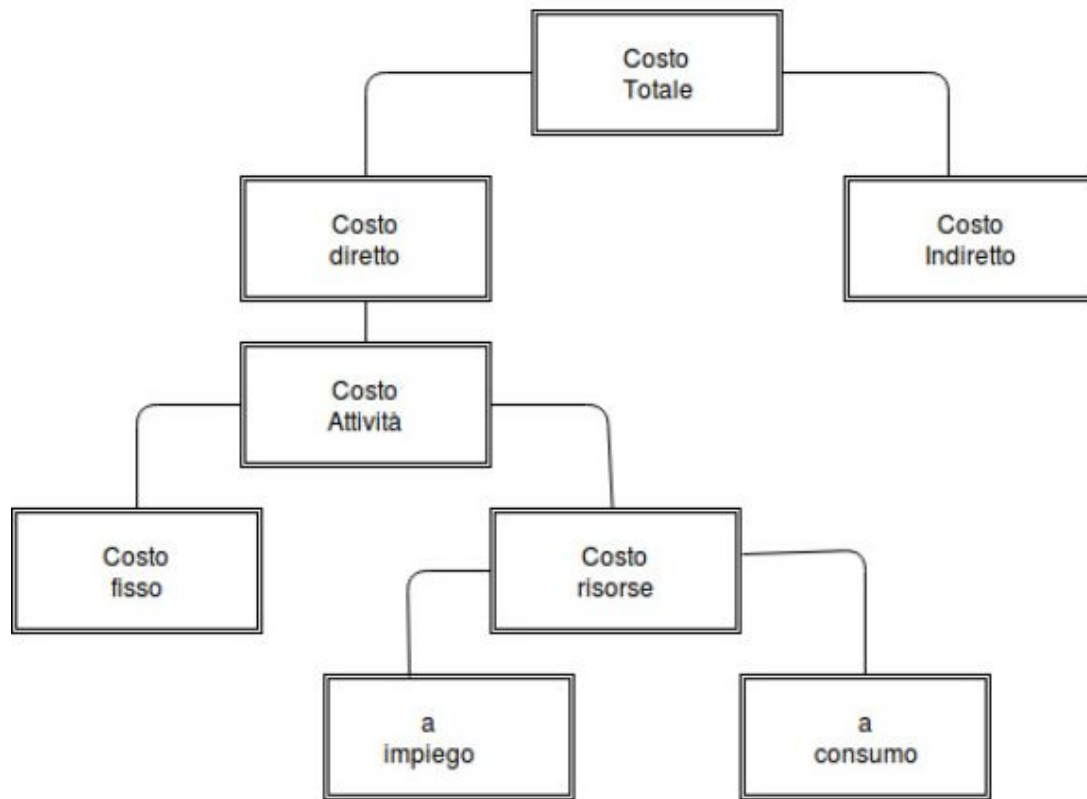 Costo
Totale
Costo
diretto
Costo
Indiretto
Costo
Attività
Costo
fisso
Costo
risorse
a
impiego
a
consumo